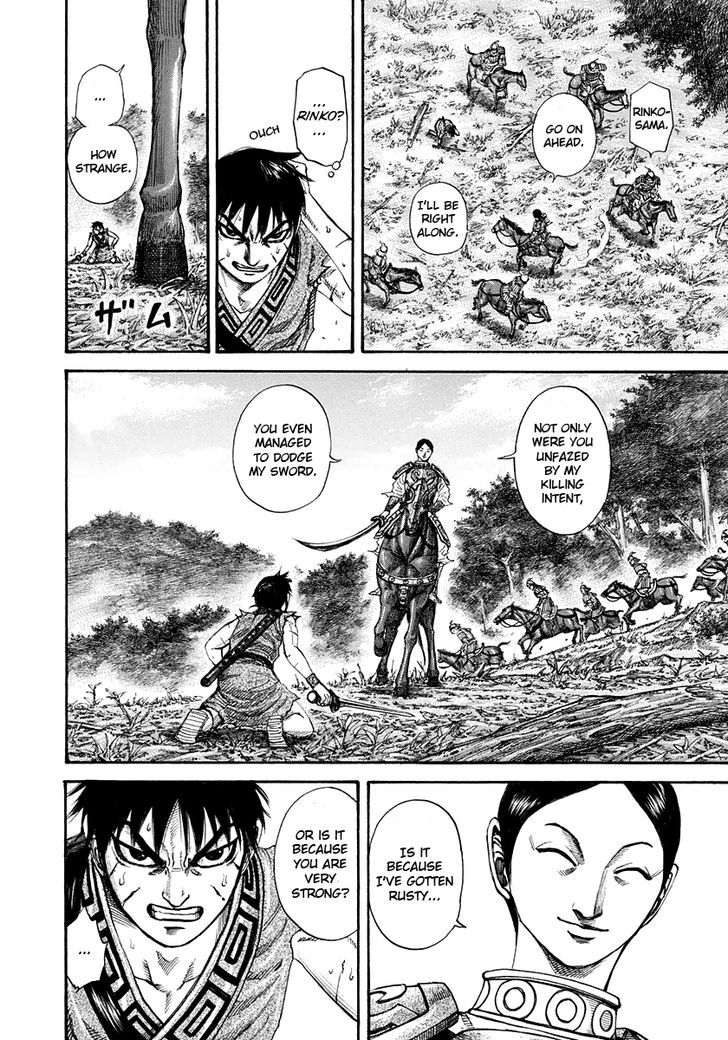 RINKO-
SAMA.
GO ON
AHEAD.
I'LL BE
RIGHT
ALONG.
...
RINKO?
...
OUCH
...
HOW
STRANGE.
ザム
NOT ONLY
WERE YOU
UNFAZED
BY MY
KILLING
INTENT,
YOU EVEN
MANAGED
TO DODGE
MY SWORD.
IS IT
BECAUSE
I'VE GOTTEN
RUSTY...
OR IS IT
BECAUSE
YOU ARE
VERY
STRONG?
...